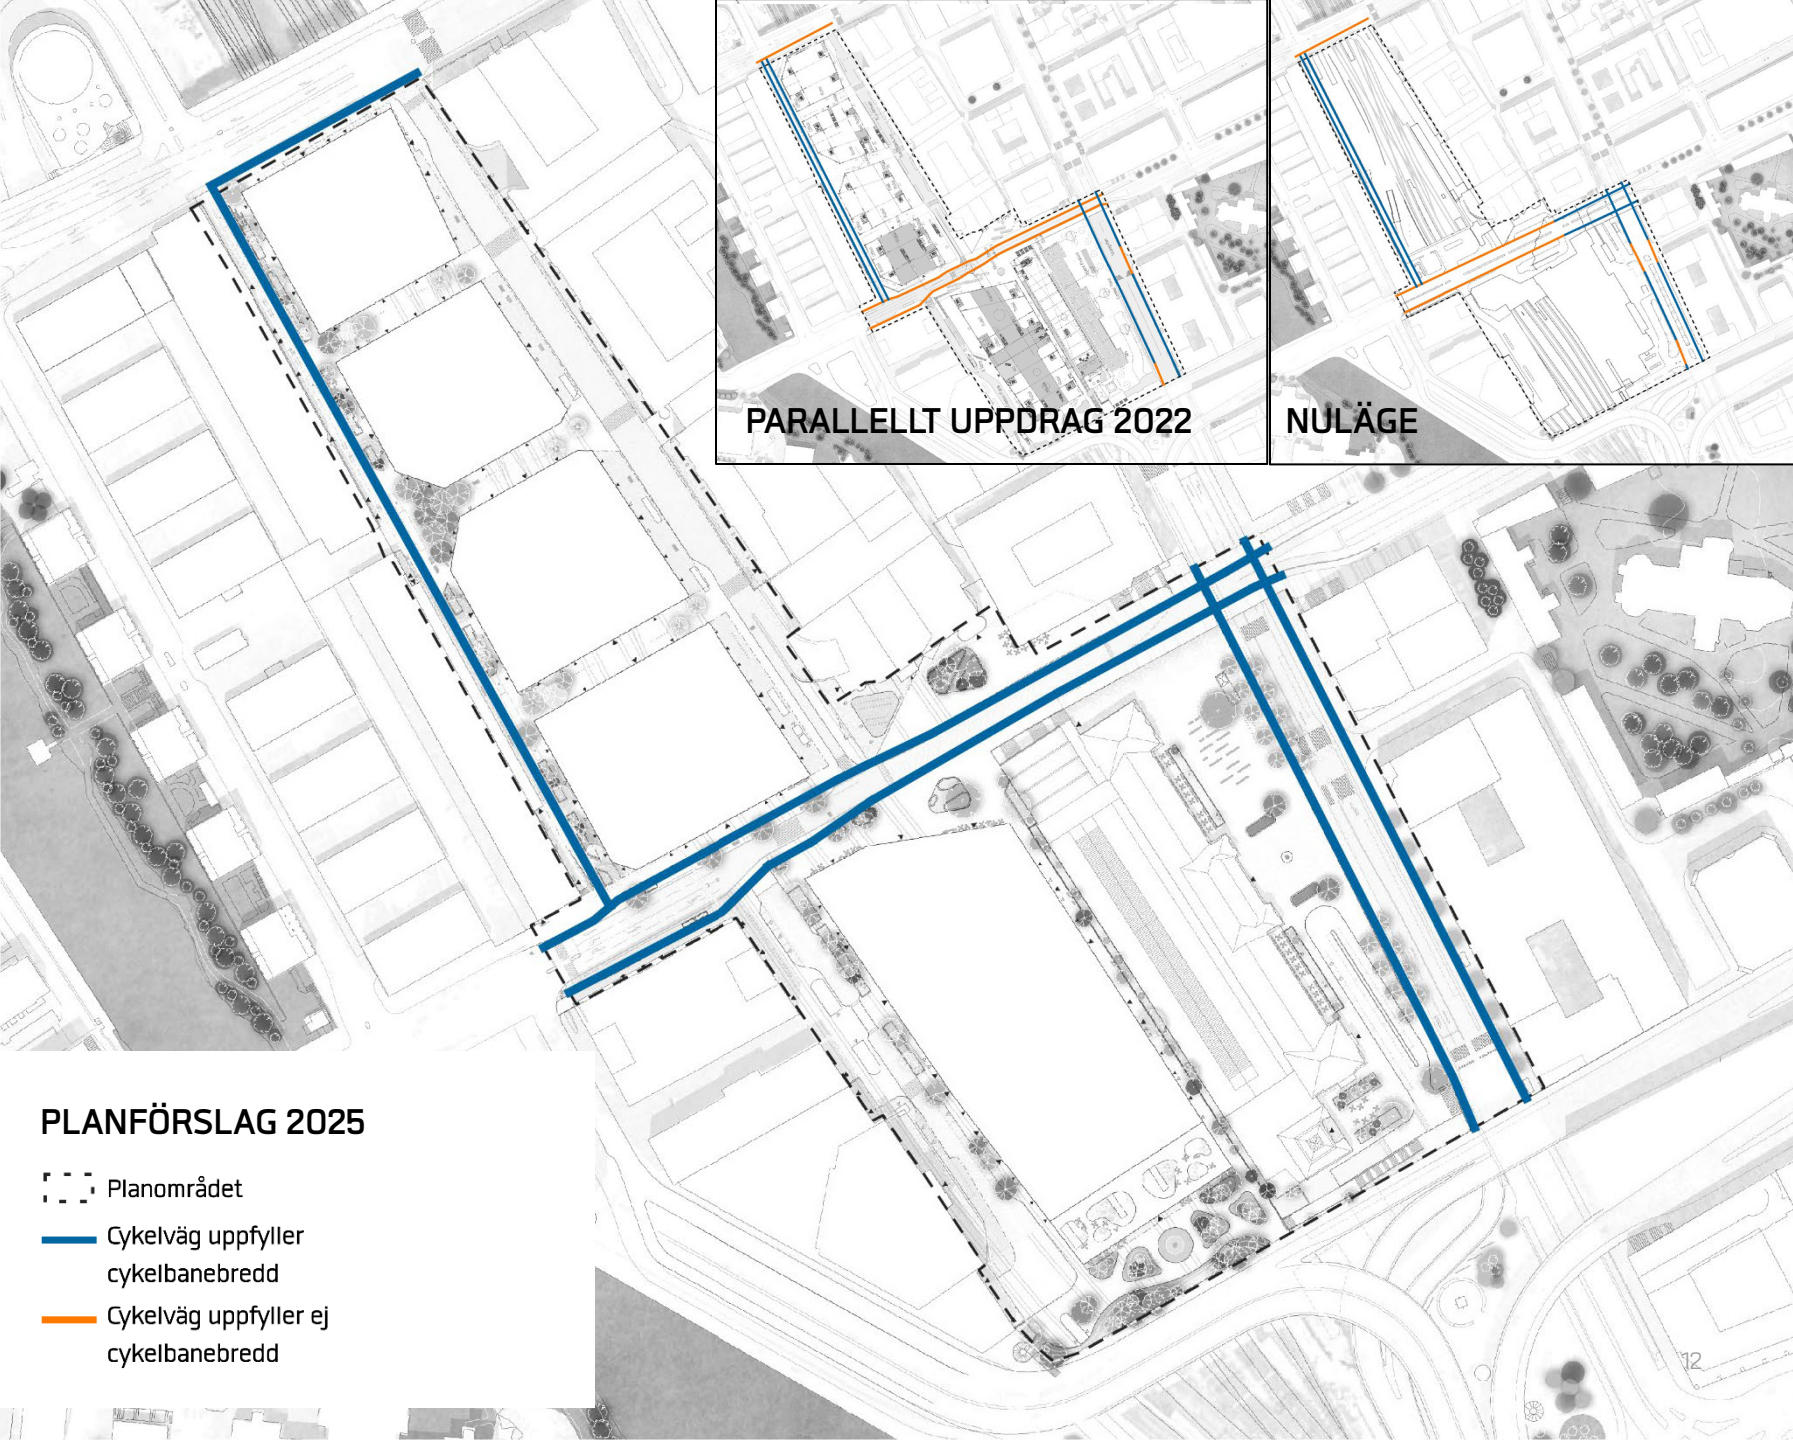 PARALLELLT UPPDRAG 2022
NULÄGE
PLANFÖRSLAG 2025
Planområdet
Cykelväg uppfyller
cykelbanebredd
Cykelväg uppfyller ej
cykelbanebredd
12